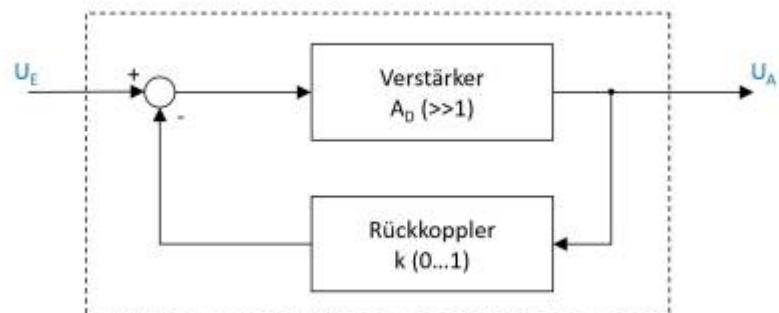 U_E
+
-
Verstärker
A_D (>>1)
U_A
Rückkoppler
k (0...1)